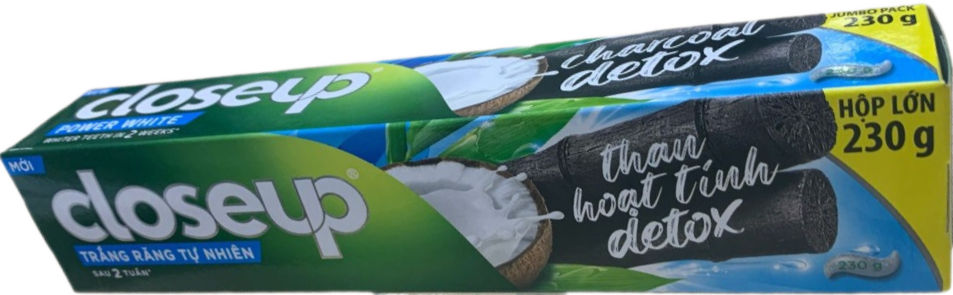 closeup
POWER WHITE
WHITER TEETH IN 2 WEEKS*
charcoal
detox
JUMBO PACK
230 g
MỚI
closeup®
TRẮNG RĂNG TỰ NHIÊN
SAU 2 TUẦN*
than
hoạt tính
detox
HỘP LỚN
230 g
230 g